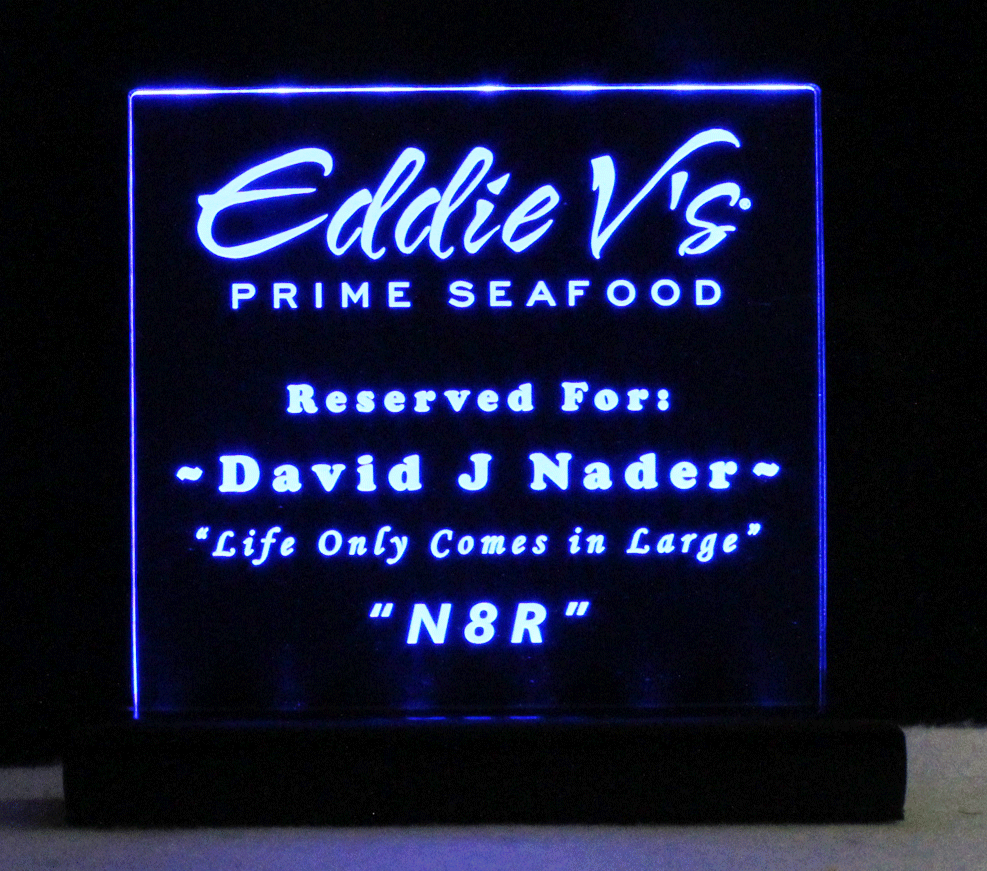 Eddie V's
PRIME SEAFOOD
Reserved For:
~David J Nader~
“Life Only Comes in Large”
“N8R”